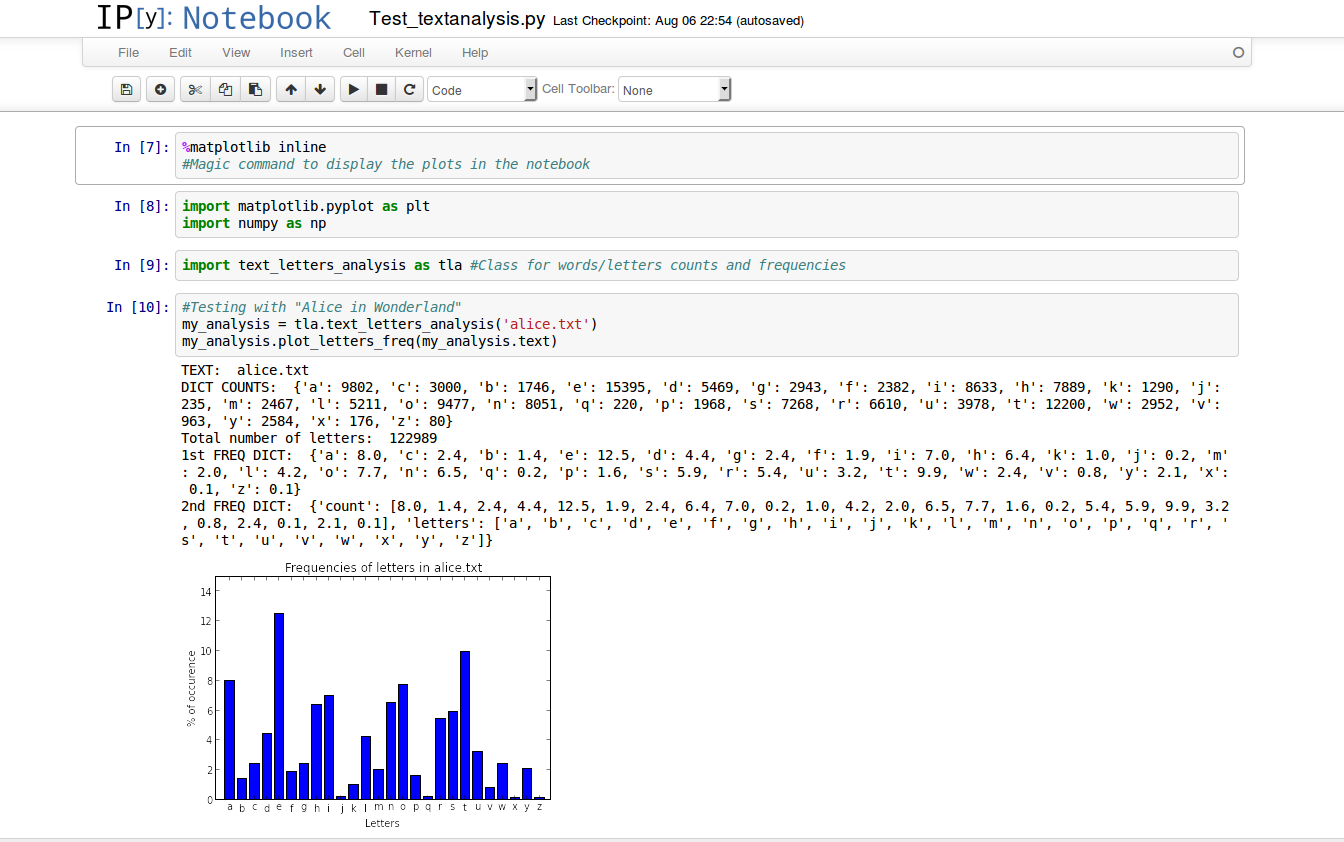 IP[y]: Notebook Test_textanalysis.py Last Checkpoint: Aug 06 22:54 (autosaved)
File Edit View Insert Cell Kernel Help
Code Cell Toolbar: None
In [7]: %matplotlib inline
#Magic command to display the plots in the notebook
In [8]: import matplotlib.pyplot as plt
import numpy as np
In [9]: import text_letters_analysis as tla #Class for words/letters counts and frequencies
In [10]: #Testing with "Alice in Wonderland"
my_analysis = tla.text_letters_analysis('alice.txt')
my_analysis.plot_letters_freq(my_analysis.text)
TEXT:  alice.txt
DICT COUNTS:  {'a': 9802, 'c': 3000, 'b': 1746, 'e': 15395, 'd': 5469, 'g': 2943, 'f': 2382, 'i': 8633, 'h': 7889, 'k': 1290, 'j':
235, 'm': 2467, 'l': 5211, 'o': 9477, 'n': 8051, 'q': 220, 'p': 1968, 's': 7268, 'r': 6610, 'u': 3978, 't': 12200, 'w': 2952, 'v':
963, 'y': 2584, 'x': 176, 'z': 80}
Total number of letters:  122989
1st FREQ DICT:  {'a': 8.0, 'c': 2.4, 'b': 1.4, 'e': 12.5, 'd': 4.4, 'g': 2.4, 'f': 1.9, 'i': 7.0, 'h': 6.4, 'k': 1.0, 'j': 0.2, 'm'
: 2.0, 'l': 4.2, 'o': 7.7, 'n': 6.5, 'q': 0.2, 'p': 1.6, 's': 5.9, 'r': 5.4, 'u': 3.2, 't': 9.9, 'w': 2.4, 'v': 0.8, 'y': 2.1, 'x':
0.1, 'z': 0.1}
2nd FREQ DICT:  {'count': [8.0, 1.4, 2.4, 4.4, 12.5, 1.9, 2.4, 6.4, 7.0, 0.2, 1.0, 4.2, 2.0, 6.5, 7.7, 1.6, 0.2, 5.4, 5.9, 9.9, 3.2
, 0.8, 2.4, 0.1, 2.1, 0.1], 'letters': ['a', 'b', 'c', 'd', 'e', 'f', 'g', 'h', 'i', 'j', 'k', 'l', 'm', 'n', 'o', 'p', 'q', 'r', '
s', 't', 'u', 'v', 'w', 'x', 'y', 'z']}
Frequencies of letters in alice.txt
14
12
10
8
6
4
2
0
% of occurence
a b c d e f g h i j k l m n o p q r s t u v w x y z
Letters